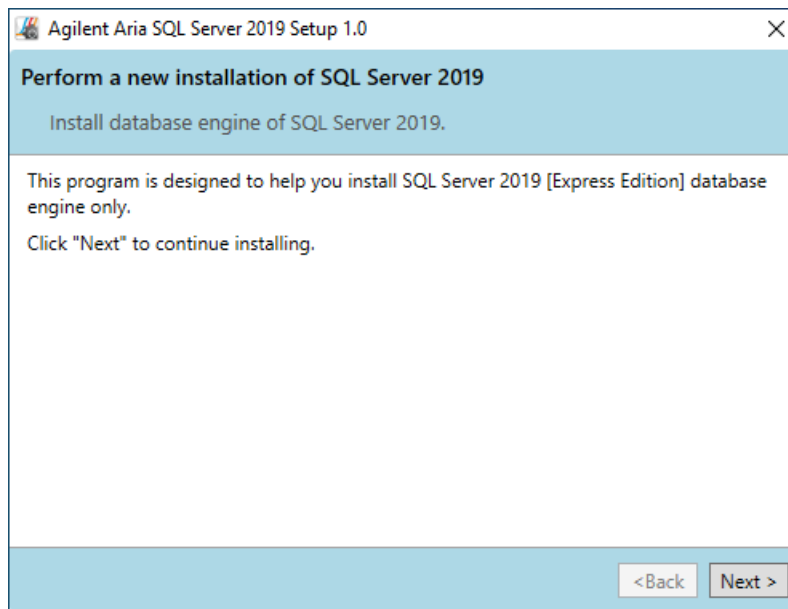 Agilent Aria SQL Server 2019 Setup 1.0
Perform a new installation of SQL Server 2019
Install database engine of SQL Server 2019.
This program is designed to help you install SQL Server 2019 [Express Edition] database
engine only.
Click "Next" to continue installing.
<Back Next >